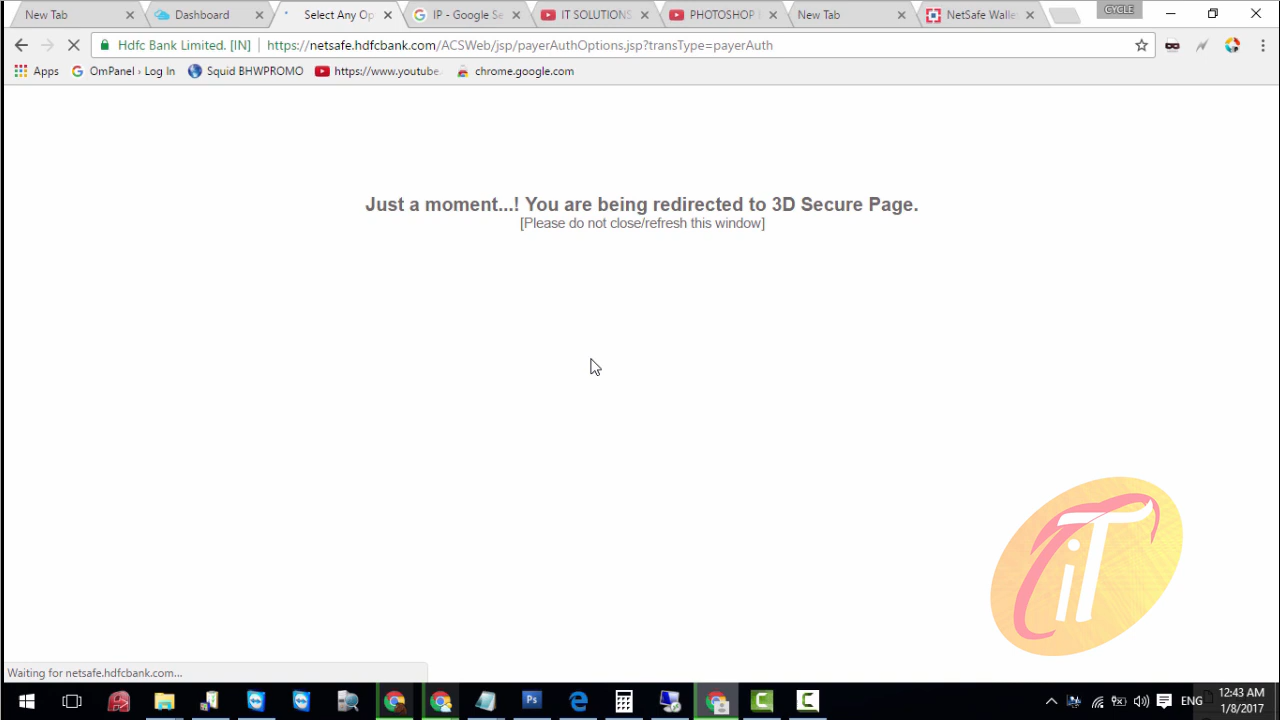 New Tab
Dashboard
Select Any Op
IP - Google Se
IT SOLUTIONS
PHOTOSHOP
New Tab
NetSafe Walle
CYCLE
Hdfc Bank Limited. [IN]
https://netsafe.hdfcbank.com/ACSWeb/jsp/payerAuthOptions.jsp?transType=payerAuth
Apps
OmPanel › Log In
Squid BHWPROMO
https://www.youtube.
chrome.google.com
Just a moment...! You are being redirected to 3D Secure Page.
[Please do not close/refresh this window]
iT
Waiting for netsafe.hdfcbank.com...
Ps
ENG
12:43 AM
1/8/2017